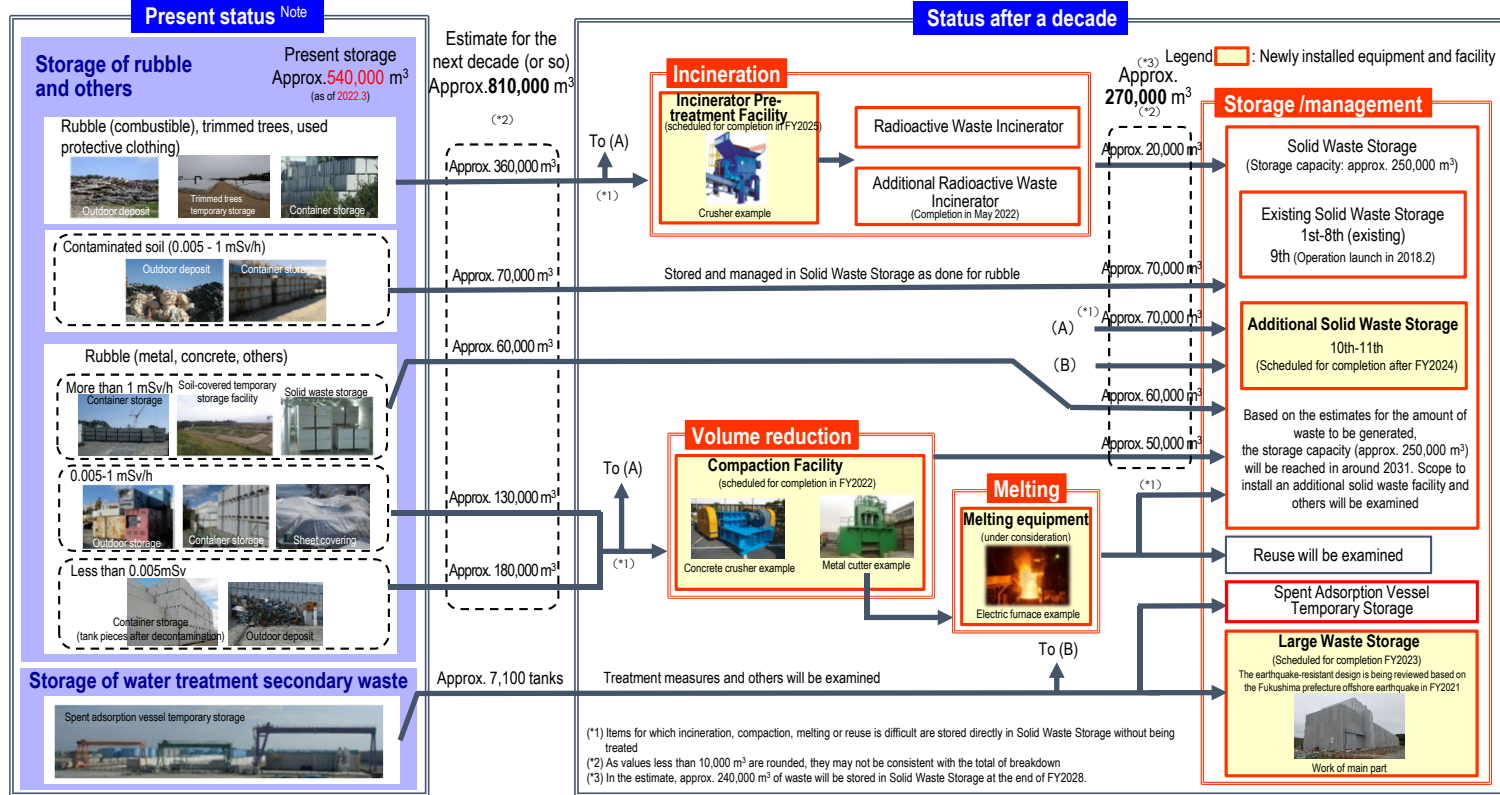 Present status Note
Storage of rubble
and others
Present storage
Approx.540,000 m³
(as of 2022.3)
Rubble (combustible), trimmed trees, used
protective clothing)
Outdoor deposit
Trimmed trees
temporary storage
Container storage
Contaminated soil (0.005 - 1 mSv/h)
Outdoor deposit
Container storage
Rubble (metal, concrete, others)
More than 1 mSv/h
Container storage
Soil-covered temporary
storage facility
Solid waste storage
0.005-1 mSv/h
Outdoor storage
Container storage
Sheet covering
Less than 0.005mSv
Container storage
(tank pieces after decontamination)
Outdoor deposit
Storage of water treatment secondary waste
Spent adsorption vessel temporary storage
Estimate for the
next decade (or so)
Approx.810,000 m³
(*2)
Approx. 360,000 m³
Approx. 70,000 m³
Approx. 60,000 m³
Approx. 130,000 m³
Approx. 180,000 m³
Approx. 7,100 tanks
Status after a decade
Legend : Newly installed equipment and facility
To (A)
(*1)
Incineration
Incinerator Pre-
treatment Facility
(scheduled for completion in FY2025)
Crusher example
Radioactive Waste Incinerator
Additional Radioactive Waste
Incinerator
(Completion in May 2022)
Stored and managed in Solid Waste Storage as done for rubble
(A)
(*1)
(B)
To (A)
(*1)
Volume reduction
Compaction Facility
(scheduled for completion in FY2022)
Concrete crusher example
Metal cutter example
Melting
Melting equipment
(under consideration)
Electric furnace example
(*1)
To (B)
Treatment measures and others will be examined
(*3)
Approx.
270,000 m³
(*2)
Approx. 20,000 m³
Approx. 70,000 m³
Approx. 70,000 m³
Approx. 60,000 m³
Approx. 50,000 m³
Storage /management
Solid Waste Storage
(Storage capacity: approx. 250,000 m³)
Existing Solid Waste Storage
1st-8th (existing)
9th (Operation launch in 2018.2)
Additional Solid Waste Storage
10th-11th
(Scheduled for completion after FY2024)
Based on the estimates for the amount of
waste to be generated,
the storage capacity (approx. 250,000 m³)
will be reached in around 2031. Scope to
install an additional solid waste facility and
others will be examined
Reuse will be examined
Spent Adsorption Vessel
Temporary Storage
Large Waste Storage
(Scheduled for completion FY2023)
The earthquake-resistant design is being reviewed based on
the Fukushima prefecture offshore earthquake in FY2021
Work of main part
(*1) Items for which incineration, compaction, melting or reuse is difficult are stored directly in Solid Waste Storage without being
treated
(*2) As values less than 10,000 m³ are rounded, they may not be consistent with the total of breakdown
(*3) In the estimate, approx. 240,000 m³ of waste will be stored in Solid Waste Storage at the end of FY2028.